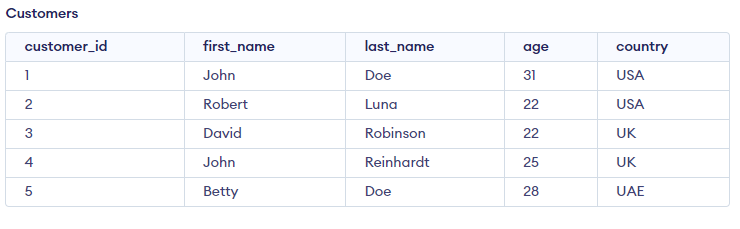 Customers
customer_id first_name last_name age country
1 John Doe 31 USA
2 Robert Luna 22 USA
3 David Robinson 22 UK
4 John Reinhardt 25 UK
5 Betty Doe 28 UAE